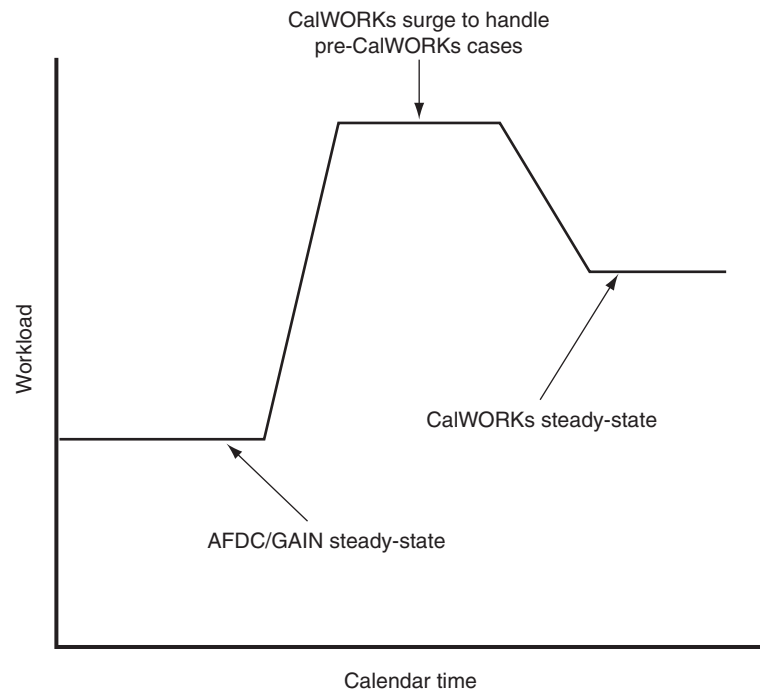 CalWORKs surge to handle
pre-CalWORKs cases
Workload
CalWORKs steady-state
AFDC/GAIN steady-state
Calendar time